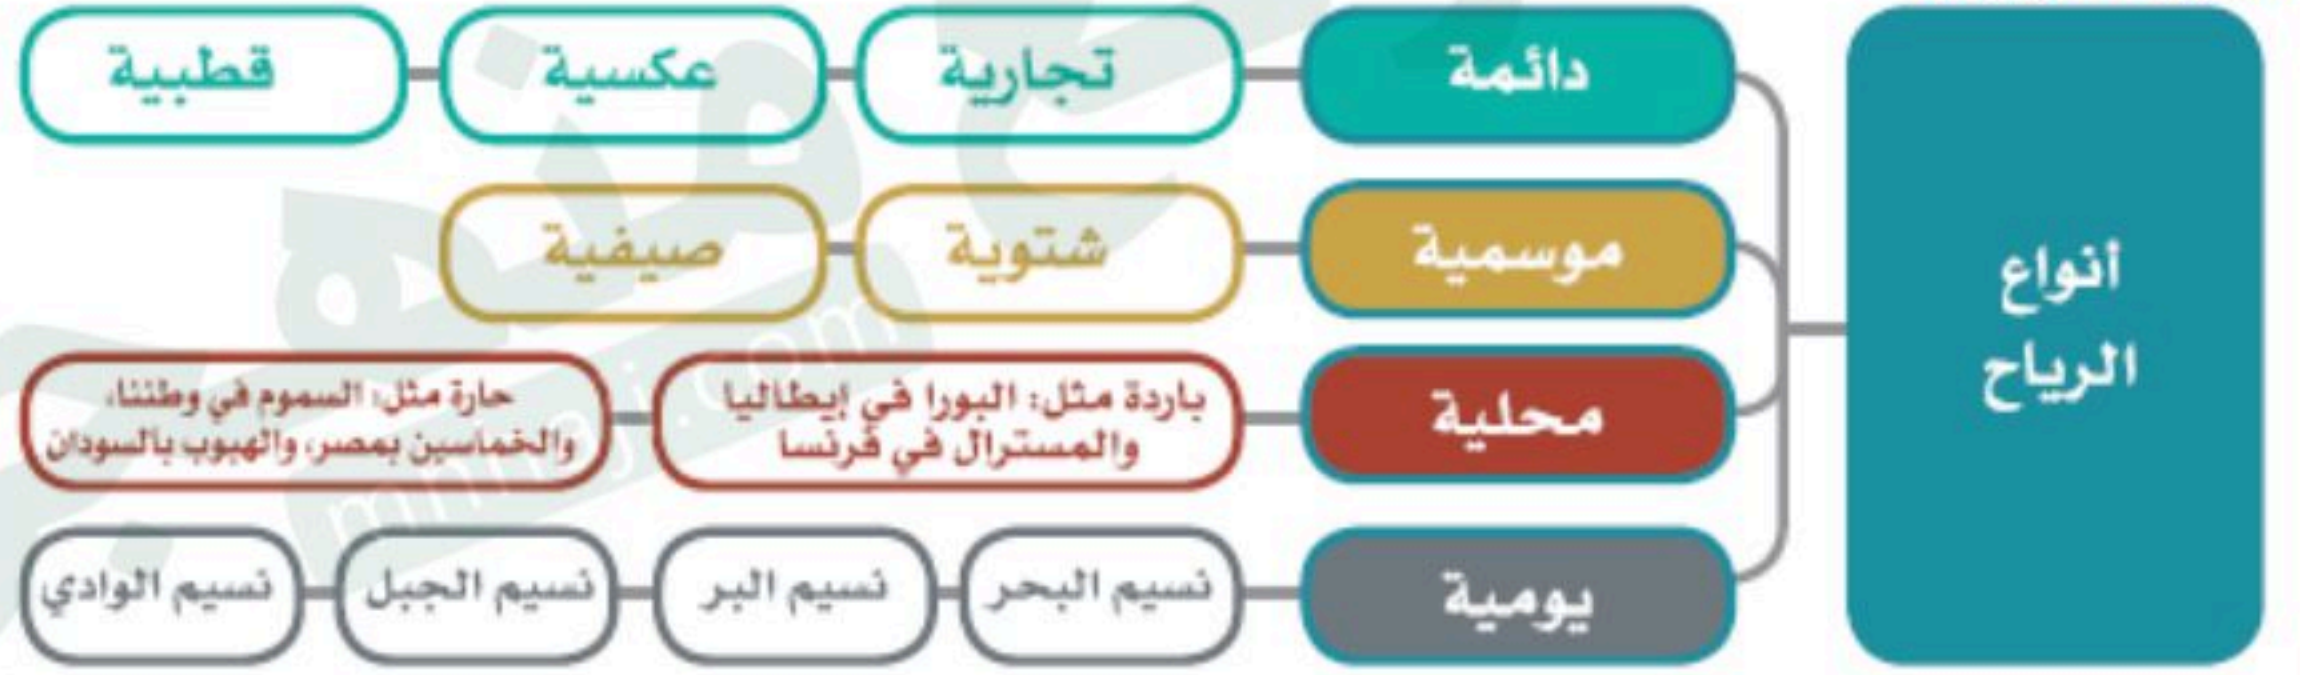 أنواع
الرياح
دائمة
تجارية
عكسية
قطبية
موسمية
شتوية
صيفية
محلية
باردة مثل: البورا في إيطاليا
والمسترال في فرنسا
حارة مثل: السموم في وطننا،
والخماسين بمصر، والهبوب بالسودان
يومية
نسيم البحر
نسيم البر
نسيم الجبل
نسيم الوادي